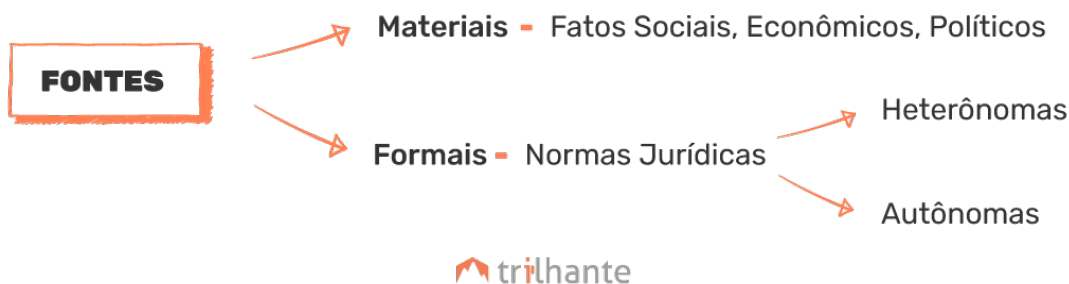 Materiais - Fatos Sociais, Econômicos, Políticos
FONTES
Formais - Normas Jurídicas
Heterônomas
Autônomas
trilhante